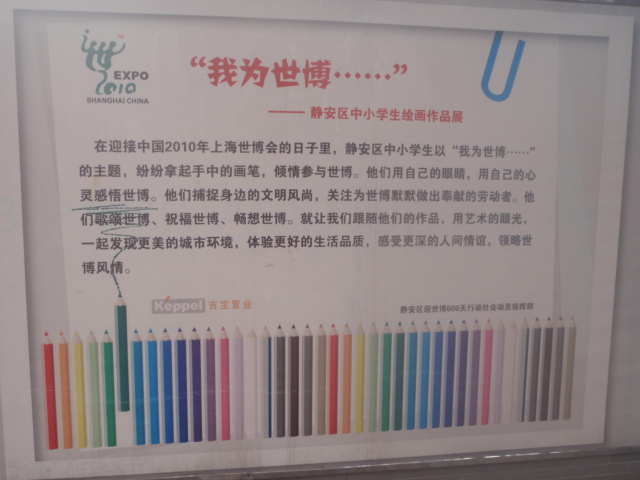 EXPO
2010
SHANGHAI CHINA
“我为世博……”
—— 静安区中小学生绘画作品展
在迎接中国2010年上海世博会的日子里，静安区中小学生以“我为世博……”
的主题，纷纷拿起手中的画笔，倾情参与世博。他们用自己的眼睛，用自己的心
灵感悟世博。他们捕捉身边的文明风尚，关注为世博默默做出奉献的劳动者。他
们歌颂世博、祝福世博、畅想世博。就让我们跟随他们的作品，用艺术的眼光，
一起发现更美的城市环境，体验更好的生活品质，感受更深的人间情谊，领略世
博风情。
Keppel 吉宝置业
静安区迎世博600天行动社会动员指挥部